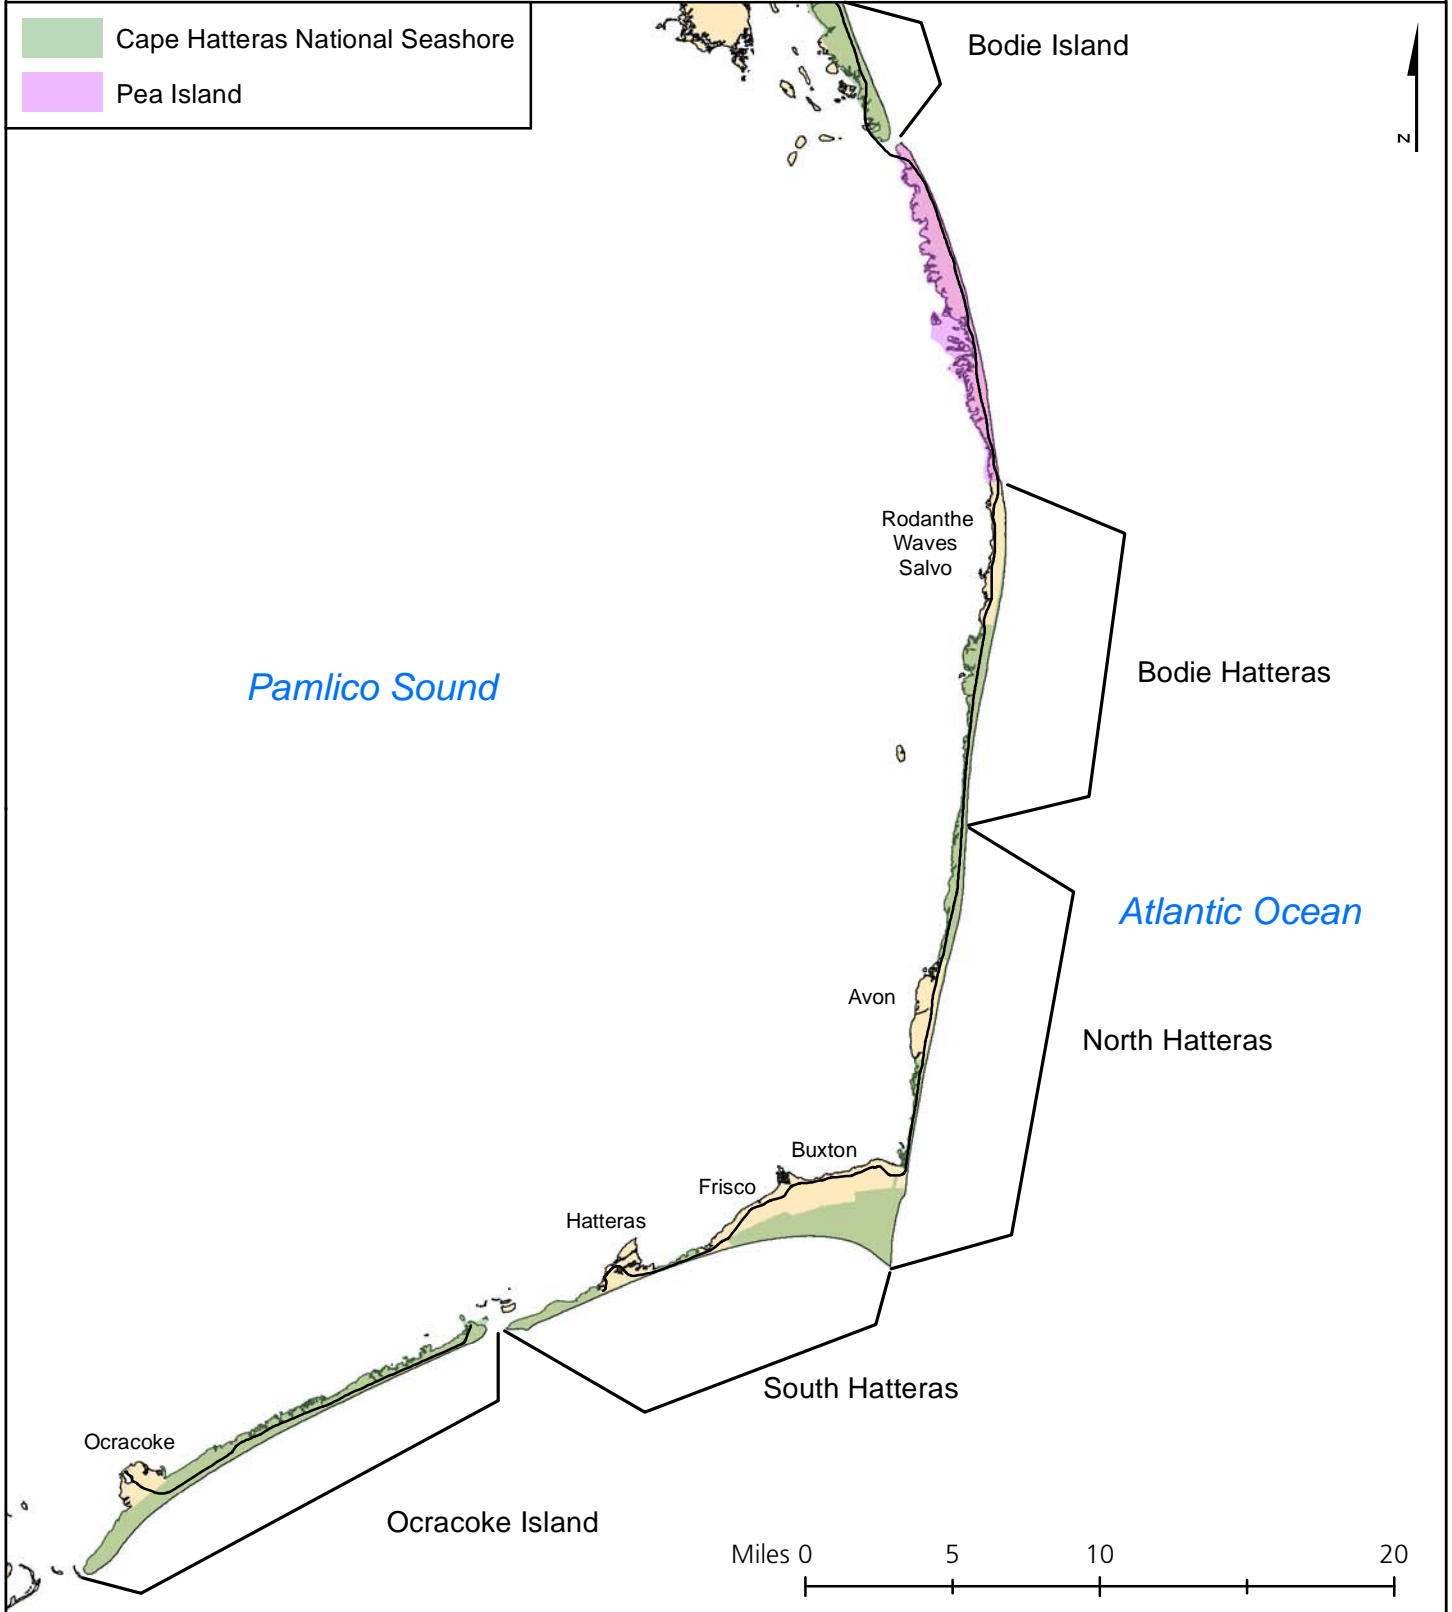 Cape Hatteras National Seashore
Pea Island
Bodie Island
N
Rodanthe
Waves
Salvo
Pamlico Sound
Bodie Hatteras
Atlantic Ocean
Avon
North Hatteras
Buxton
Frisco
Hatteras
South Hatteras
Ocracoke
Ocracoke Island
Miles 0 5 10 20